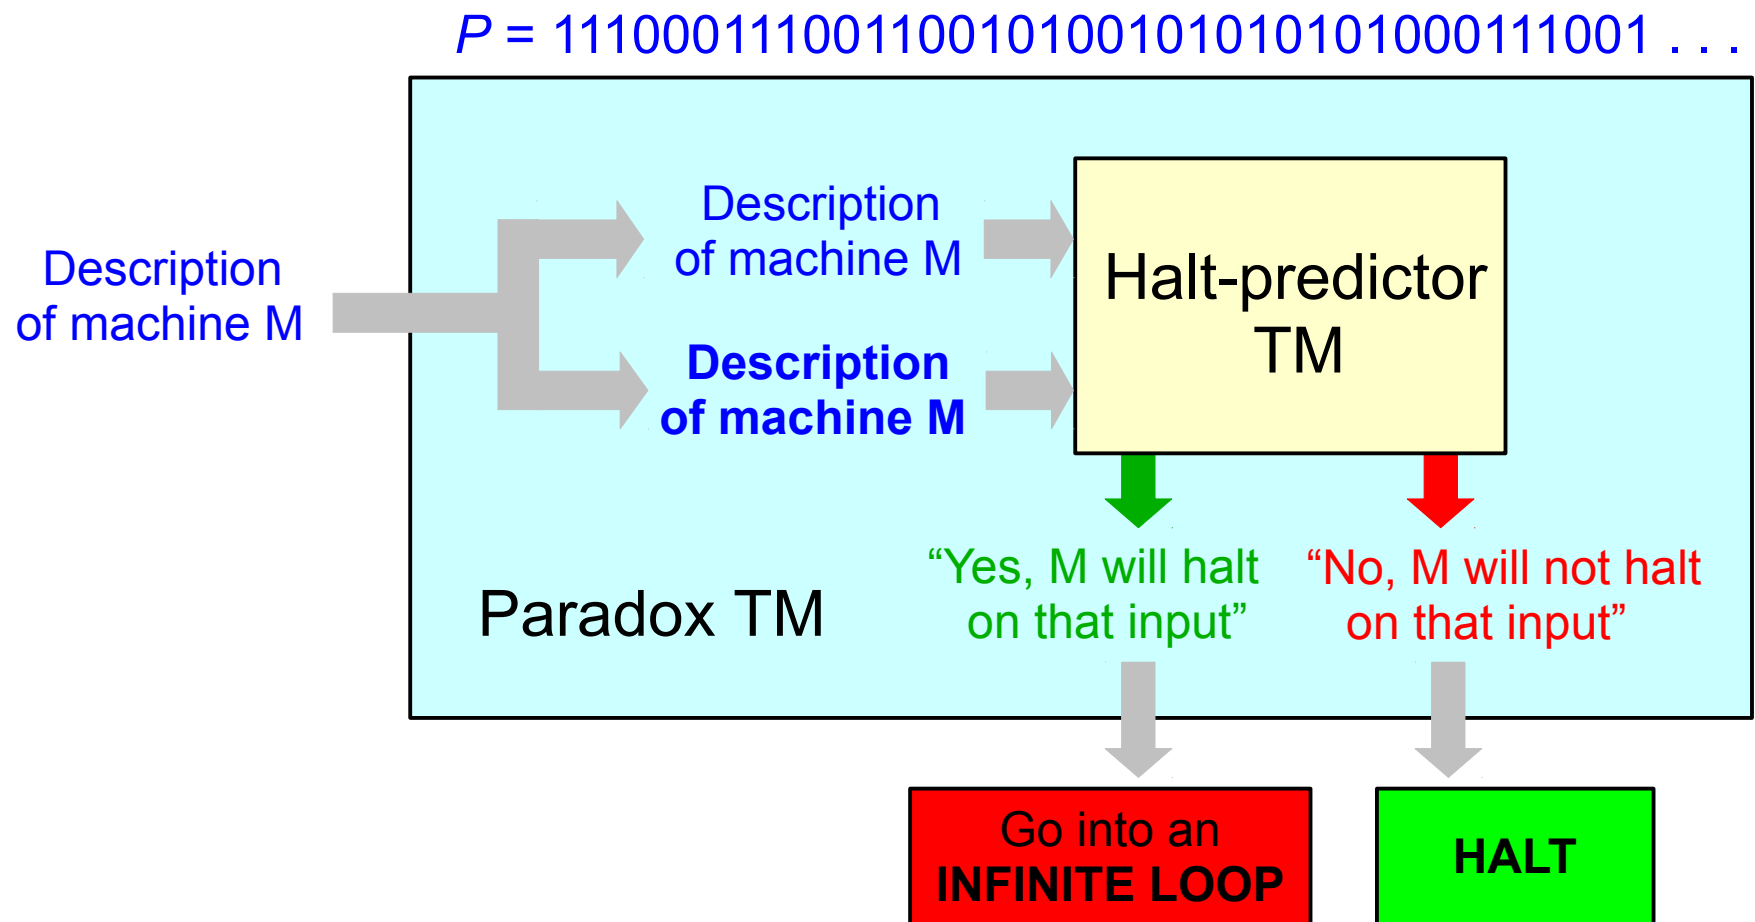 P = 11100011100110010100101010101000111001 . . .
Description
of machine M
Description
of machine M
Description
of machine M
Halt-predictor
TM
“Yes, M will halt
on that input”
“No, M will not halt
on that input”
Paradox TM
Go into an
INFINITE LOOP
HALT